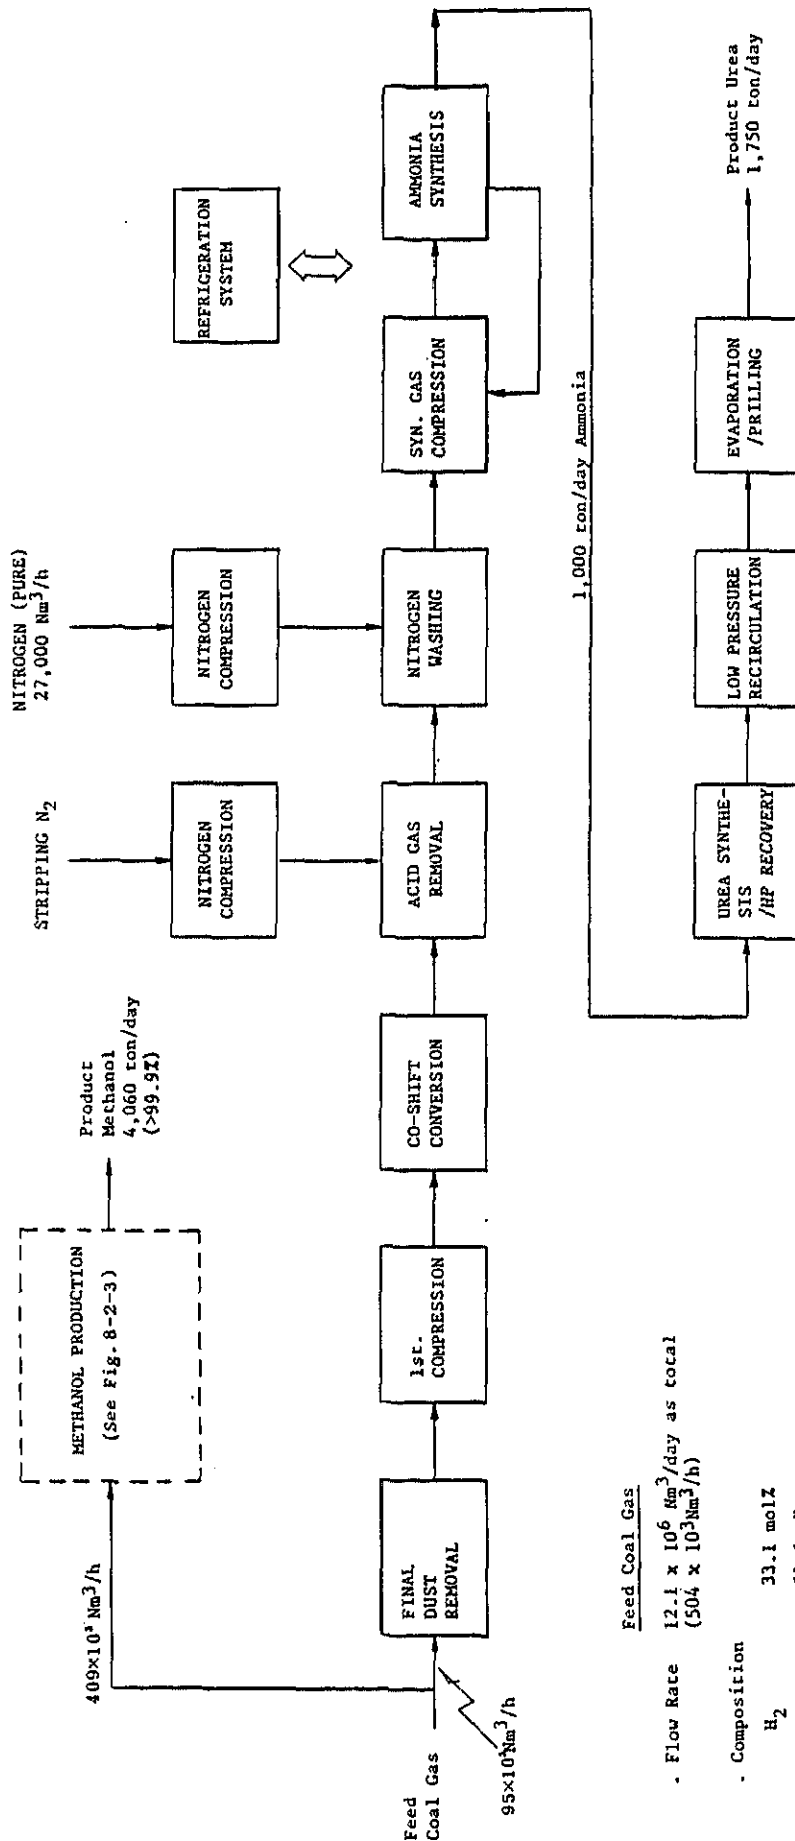 Feed
Coal Gas
95×10³Nm³/h
409×10³Nm³/h
METHANOL PRODUCTION
(See Fig. 8-2-3)
Product
Methanol
4,060 ton/day
(>99.9%)
FINAL
DUST
REMOVAL
1st.
COMPRESSION
CO-SHIFT
CONVERSION
STRIPPING N₂
NITROGEN
COMPRESSION
ACID GAS
REMOVAL
NITROGEN (PURE)
27,000 Nm³/h
NITROGEN
COMPRESSION
NITROGEN
WASHING
SYN. GAS
COMPRESSION
REFRIGERATION
SYSTEM
AMMONIA
SYNTHESIS
1,000 ton/day Ammonia
UREA SYNTHE-
SIS
/HP RECOVERY
LOW PRESSURE
RECIRCULATION
EVAPORATION
/PRILLING
Product Urea
1,750 ton/day
Feed Coal Gas
- Flow Rate 12.1 x 10⁶ Nm³/day as total
(504 x 10³Nm³/h)
- Composition
H₂ 33.1 mol%